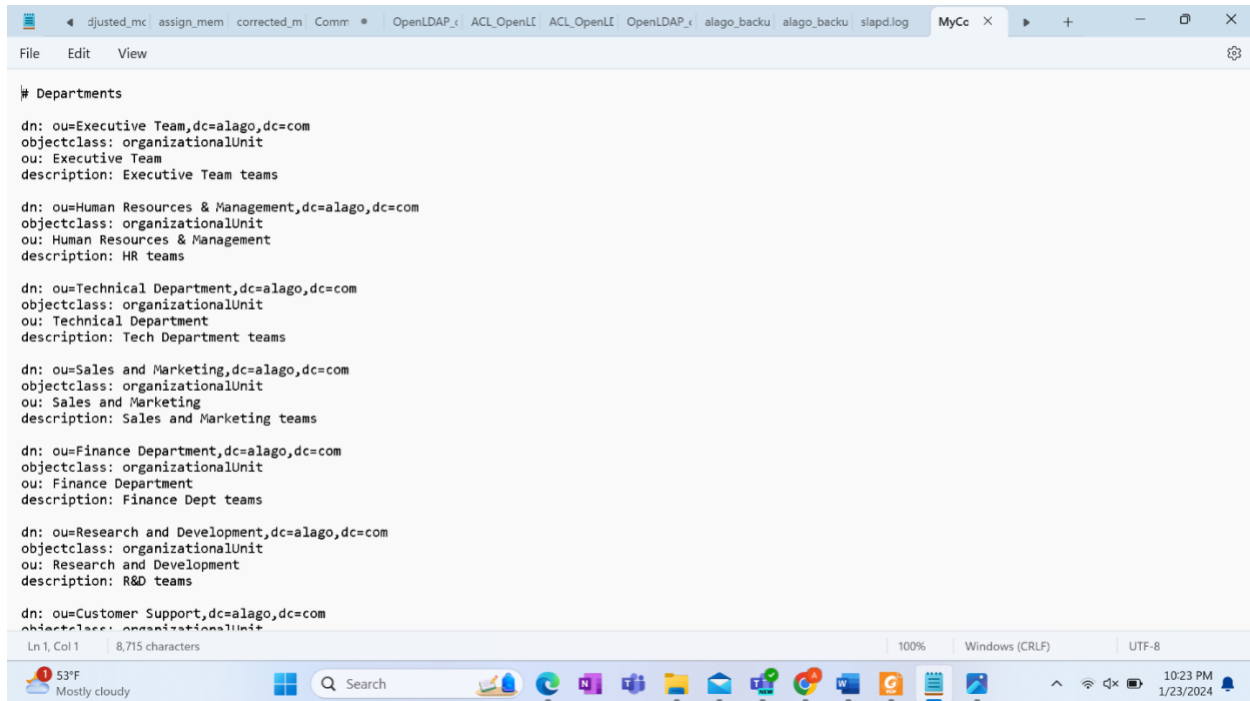 djusted_mc assign_mem corrected_m Comm OpenLDAP_c ACL_OpenLD ACL_OpenLD OpenLDAP_c alago_backu alago_backu slapd.log MyCc
File Edit View
# Departments
dn: ou=Executive Team,dc=alago,dc=com
objectclass: organizationalUnit
ou: Executive Team
description: Executive Team teams
dn: ou=Human Resources & Management,dc=alago,dc=com
objectclass: organizationalUnit
ou: Human Resources & Management
description: HR teams
dn: ou=Technical Department,dc=alago,dc=com
objectclass: organizationalUnit
ou: Technical Department
description: Tech Department teams
dn: ou=Sales and Marketing,dc=alago,dc=com
objectclass: organizationalUnit
ou: Sales and Marketing
description: Sales and Marketing teams
dn: ou=Finance Department,dc=alago,dc=com
objectclass: organizationalUnit
ou: Finance Department
description: Finance Dept teams
dn: ou=Research and Development,dc=alago,dc=com
objectclass: organizationalUnit
ou: Research and Development
description: R&D teams
dn: ou=Customer Support,dc=alago,dc=com
objectclass: organizationalUnit
Ln 1, Col 1 8,715 characters 100% Windows (CRLF) UTF-8
1 53°F
Mostly cloudy
Search
NEW
10:23 PM
1/23/2024